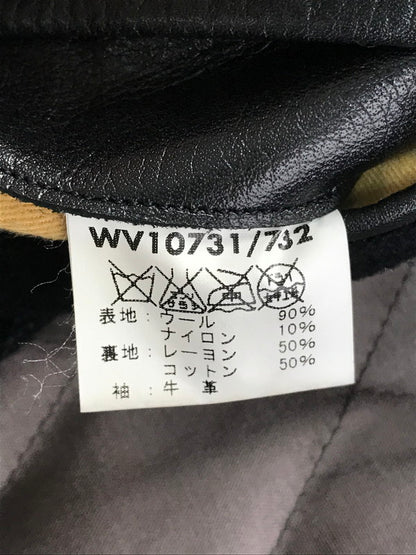 WV10731/732
表地：ウール 90%
ナイロン 10%
裏地：レーヨン 50%
コットン 50%
袖：牛 革